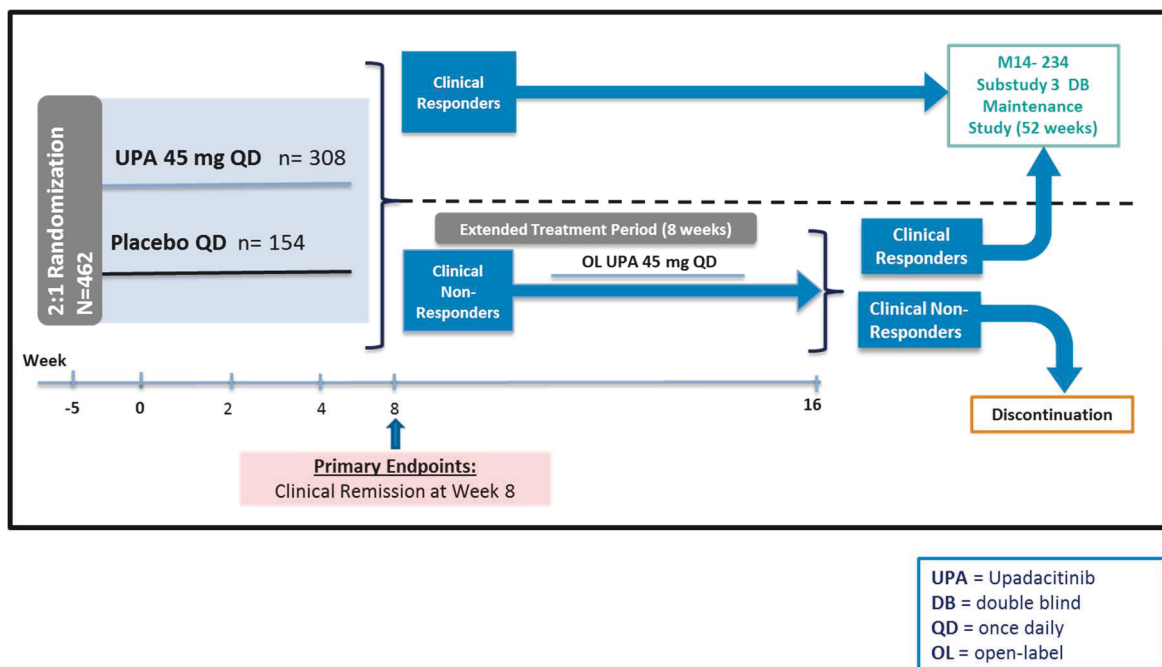 2:1 Randomization
N=462
UPA 45 mg QD n= 308
Placebo QD n= 154
Clinical
Responders
M14- 234
Substudy 3 DB
Maintenance
Study (52 weeks)
Extended Treatment Period (8 weeks)
OL UPA 45 mg QD
Clinical
Non-
Responders
Clinical
Responders
Clinical Non-
Responders
Discontinuation
Week
-5 0 2 4 8 16
Primary Endpoints:
Clinical Remission at Week 8
UPA = Upadacitinib
DB = double blind
QD = once daily
OL = open-label